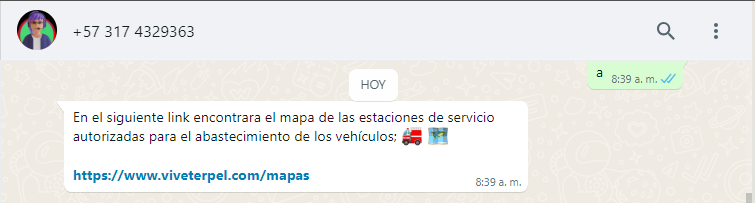 +57 317 4329363
a
8:39 a. m.
HOY
En el siguiente link encontrara el mapa de las estaciones de servicio
autorizadas para el abastecimiento de los vehículos;
https://www.viveterpel.com/mapas
8:39 a. m.